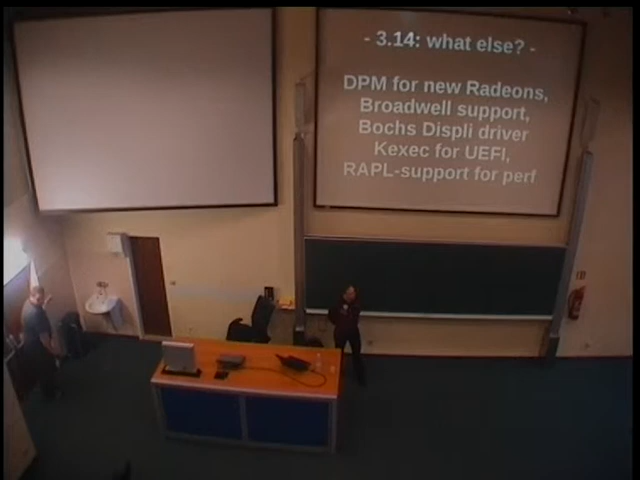 - 3.14: what else? -
DPM for new Radeons,
Broadwell support,
Bochs Displi driver
Kexec for UEFI,
RAPL-support for perf